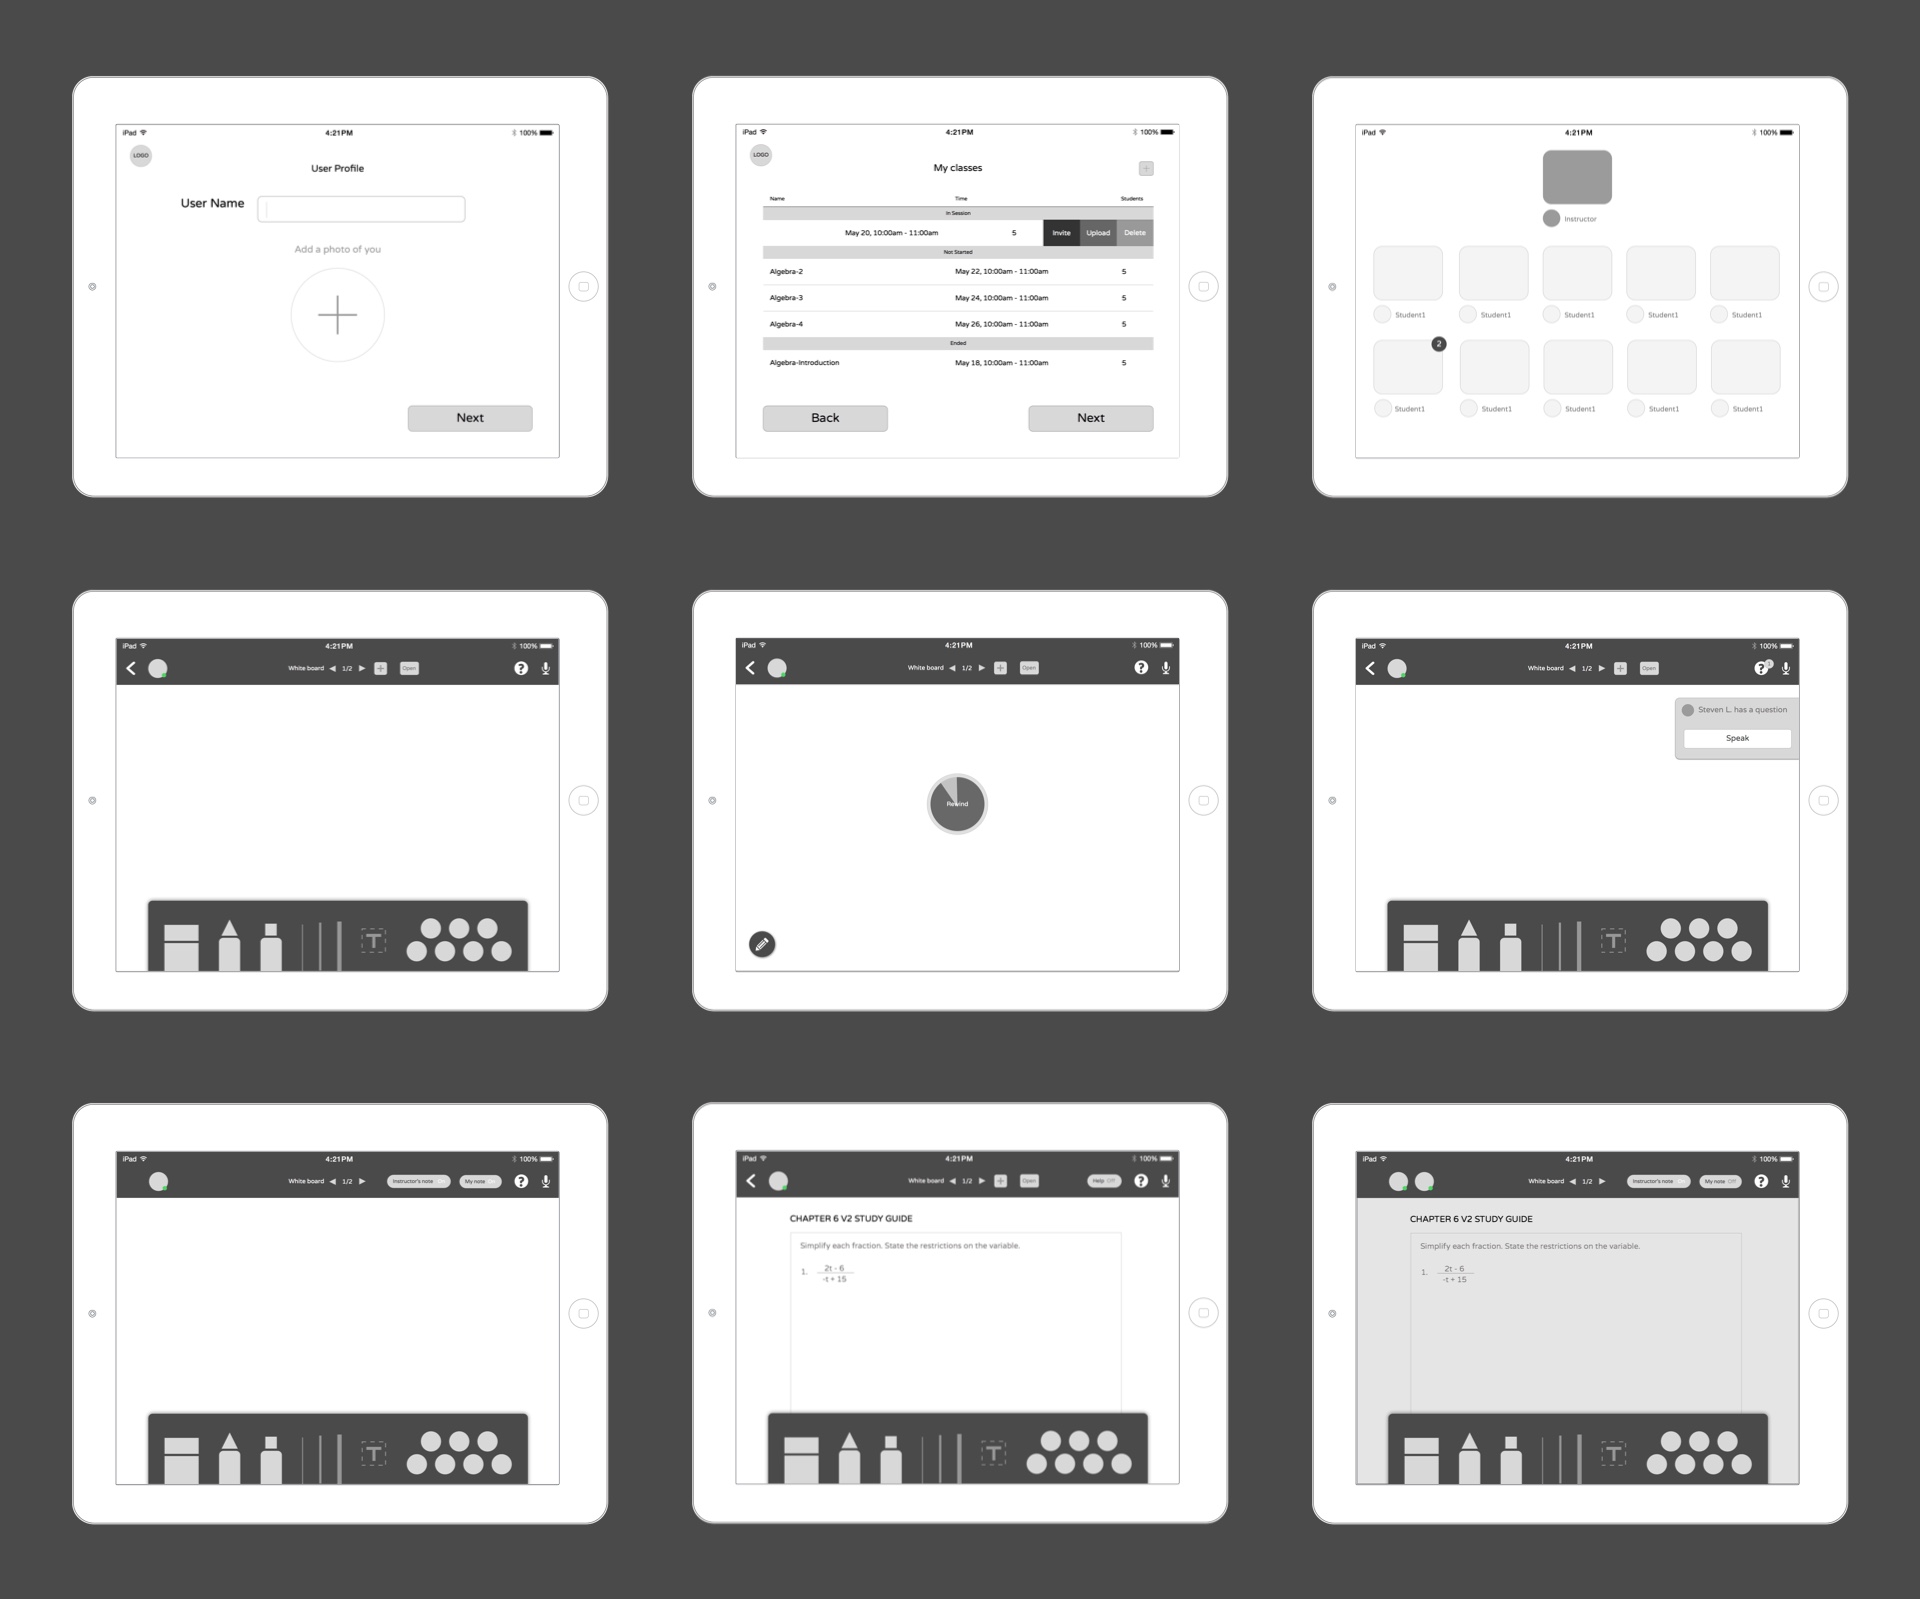 iPad 4:21PM 100%
LOGO
User Profile
User Name
Add a photo of you
Next
iPad 4:21PM 100%
LOGO
My classes
Name Time Students
In Session
May 20, 10:00am - 11:00am 5 Invite Upload Delete
Not Started
Algebra-2 May 22, 10:00am - 11:00am 5
Algebra-3 May 24, 10:00am - 11:00am 5
Algebra-4 May 26, 10:00am - 11:00am 5
Ended
Algebra-Introduction May 18, 10:00am - 11:00am 5
Back Next
iPad 4:21PM 100%
Instructor
Student1 Student1 Student1 Student1 Student1
2
Student1 Student1 Student1 Student1 Student1
iPad 4:21PM 100%
White board 1/2 + Open ?
T
iPad 4:21PM 100%
White board 1/2 + Open ?
Rewind
iPad 4:21PM 100%
White board 1/2 + Open ? 1
Steven L. has a question
Speak
T
iPad 4:21PM 100%
White board 1/2 Instructor's note My note ?
T
iPad 4:21PM 100%
White board 1/2 + Open Help Off ?
CHAPTER 6 V2 STUDY GUIDE
Simplify each fraction. State the restrictions on the variable.
1. 2t - 6
-t + 15
T
iPad 4:21PM 100%
White board 1/2 Instructor's note My note Off ?
CHAPTER 6 V2 STUDY GUIDE
Simplify each fraction. State the restrictions on the variable.
1. 2t - 6
-t + 15
T